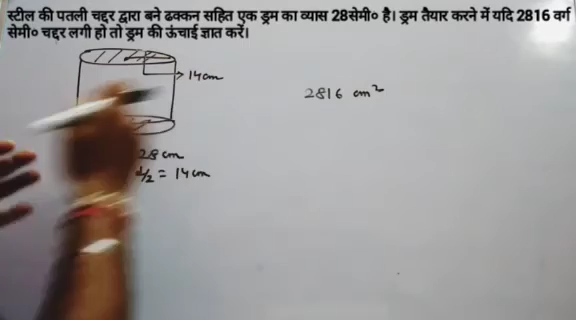 स्टील की पतली चद्दर द्वारा बने ढक्कन सहित एक ड्रम का व्यास 28सेमी० है। ड्रम तैयार करने में यदि 2816 वर्ग
सेमी० चद्दर लगी हो तो ड्रम की ऊंचाई ज्ञात करें।
14cm
2816 cm²
28 cm
d/2 = 14 cm